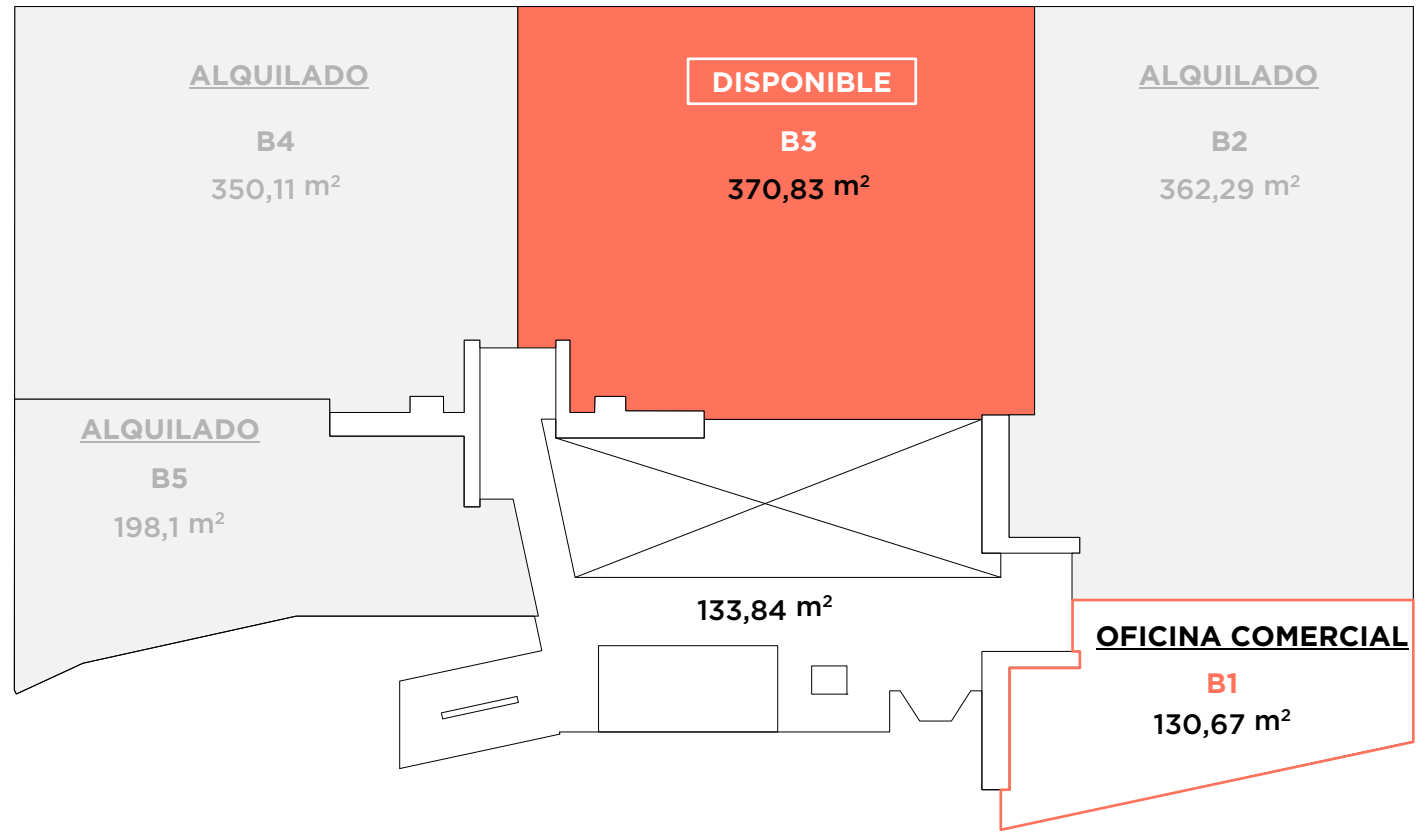 ALQUILADO
B4
350,11 m²
DISPONIBLE
B3
370,83 m²
ALQUILADO
B2
362,29 m²
ALQUILADO
B5
198,1 m²
133,84 m²
OFICINA COMERCIAL
B1
130,67 m²